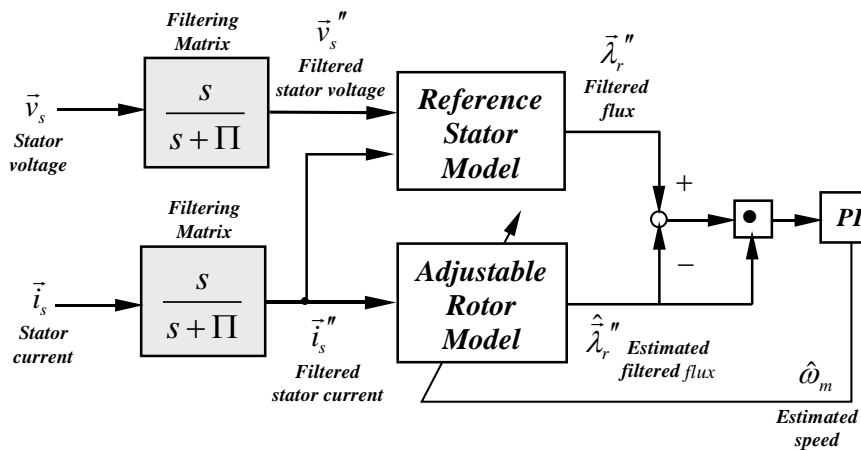 Filtering
Matrix
s
s + Π
v⃗s
Stator
voltage
v⃗s″
Filtered
stator voltage
Reference
Stator
Model
λ⃗r″
Filtered
flux
+
−
•
PI
Filtering
Matrix
s
s + Π
i⃗s
Stator
current
i⃗s″
Filtered
stator current
Adjustable
Rotor
Model
λ̂⃗r″
Estimated
filtered flux
ω̂m
Estimated
speed